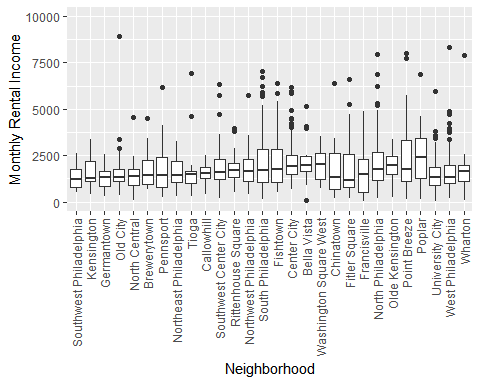 Monthly Rental Income
10000
7500
5000
2500
0
Southwest Philadelphia
Kensington
Germantown
Old City
North Central
Brewerytown
Pennsport
Northeast Philadelphia
Tioga
Callowhill
Southwest Center City
Rittenhouse Square
Northwest Philadelphia
South Philadelphia
Fishtown
Center City
Bella Vista
Washington Square West
Chinatown
Fitler Square
Francisville
North Philadelphia
Olde Kensington
Point Breeze
Poplar
University City
West Philadelphia
Wharton
Neighborhood